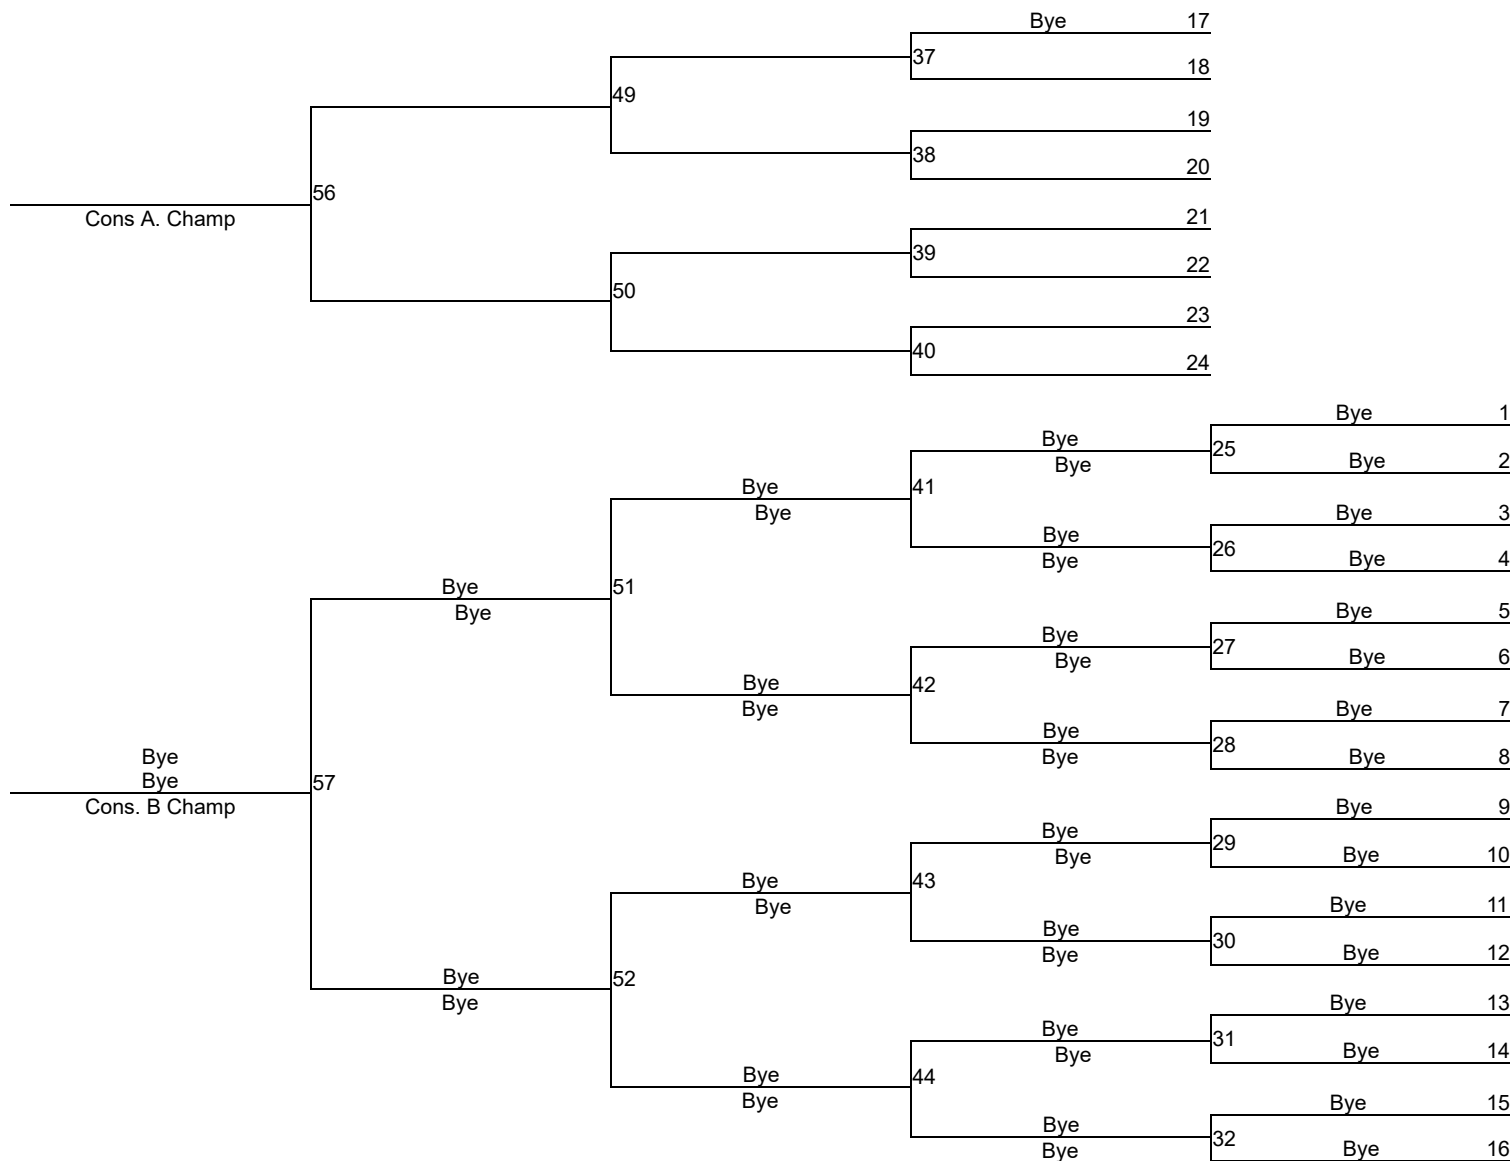 Bye 17
37
18
49
19
38
20
56
Cons A. Champ
21
39
22
50
23
40
24
Bye 1
Bye
25
Bye
Bye 2
Bye
41
Bye
Bye 3
Bye
26
Bye
Bye 4
Bye
51
Bye
Bye 5
Bye
27
Bye
Bye 6
Bye
42
Bye
Bye 7
Bye
28
Bye
Bye 8
Bye
Bye
57
Cons. B Champ
Bye 9
Bye
29
Bye
Bye 10
Bye
43
Bye
Bye 11
Bye
30
Bye
Bye 12
Bye
52
Bye
Bye 13
Bye
31
Bye
Bye 14
Bye
44
Bye
Bye 15
Bye
32
Bye
Bye 16